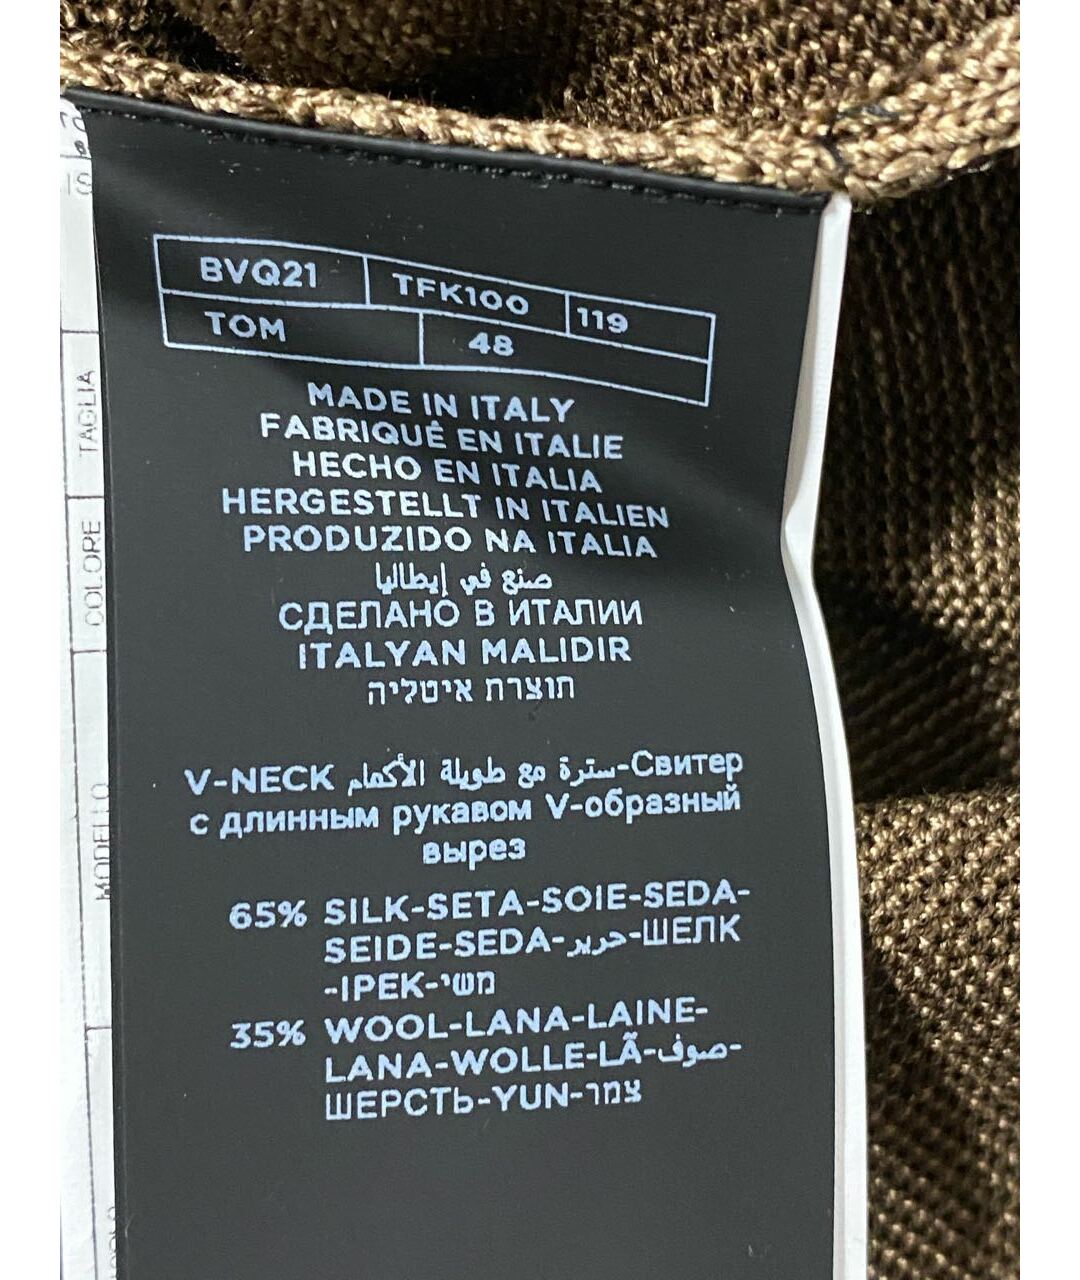 BVQ21 TFK100 119
TOM 48
MADE IN ITALY
FABRIQUÉ EN ITALIE
HECHO EN ITALIA
HERGESTELLT IN ITALIEN
PRODUZIDO NA ITALIA
صنع في إيطاليا
СДЕЛАНО В ИТАЛИИ
ITALYAN MALIDIR
תוצרת איטליה
V-NECK سترة مع طويلة الأكمام-Свитер
с длинным рукавом V-образный
вырез
65% SILK-SETA-SOIE-SEDA-
SEIDE-SEDA-حرير-ШЕЛК
-IPEK-משי
35% WOOL-LANA-LAINE-
LANA-WOLLE-LÃ-صوف-
ШЕРСТЬ-YUN-צמר
TAGLIA
COLORE
MODELLO